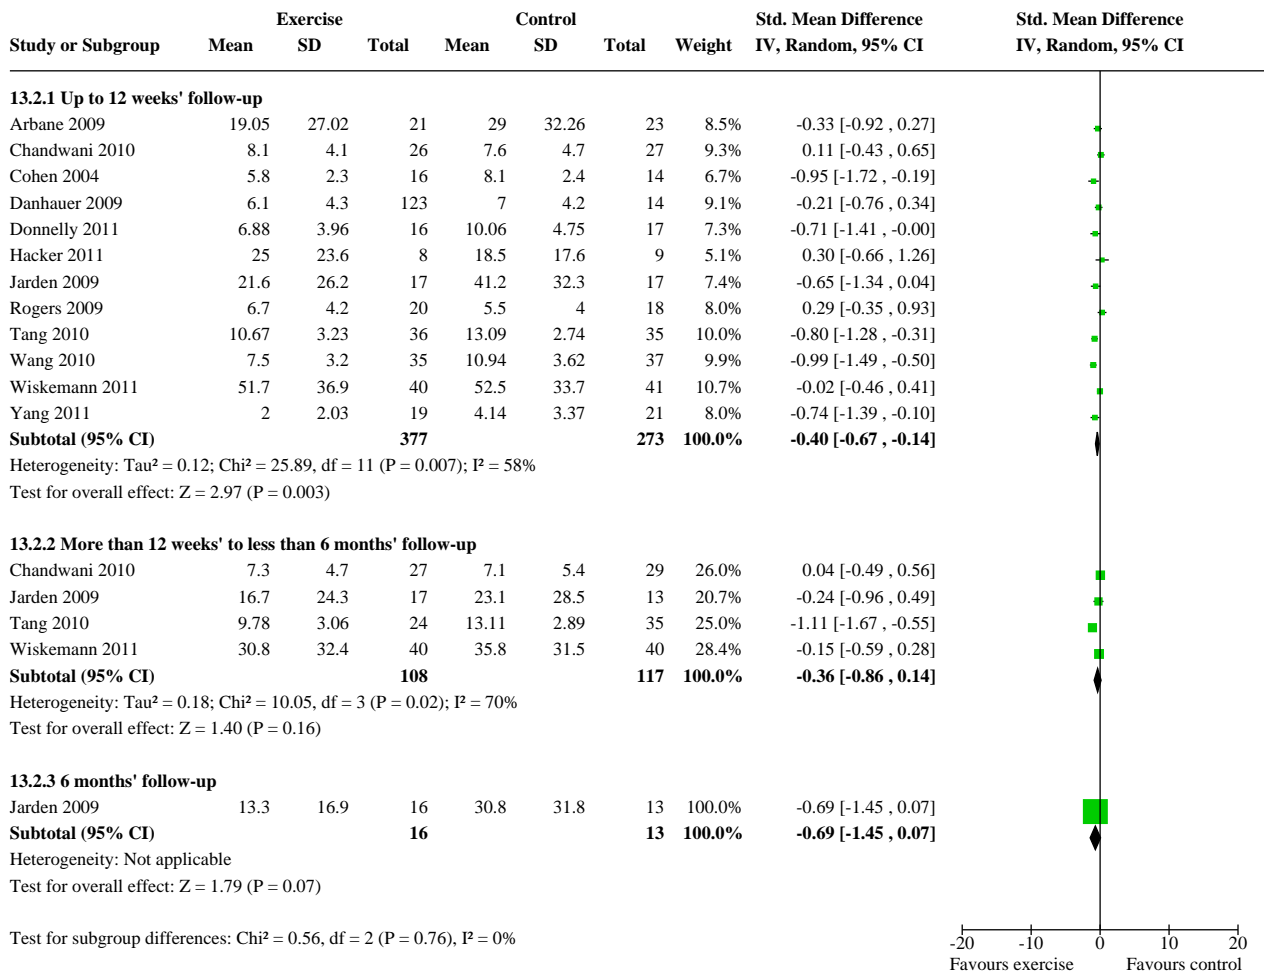 Exercise Control Std. Mean Difference Std. Mean Difference
Study or Subgroup Mean SD Total Mean SD Total Weight IV, Random, 95% CI IV, Random, 95% CI
13.2.1 Up to 12 weeks' follow-up
Arbane 2009 19.05 27.02 21 29 32.26 23 8.5% -0.33 [-0.92 , 0.27]
Chandwani 2010 8.1 4.1 26 7.6 4.7 27 9.3% 0.11 [-0.43 , 0.65]
Cohen 2004 5.8 2.3 16 8.1 2.4 14 6.7% -0.95 [-1.72 , -0.19]
Danhauer 2009 6.1 4.3 123 7 4.2 14 9.1% -0.21 [-0.76 , 0.34]
Donnelly 2011 6.88 3.96 16 10.06 4.75 17 7.3% -0.71 [-1.41 , -0.00]
Hacker 2011 25 23.6 8 18.5 17.6 9 5.1% 0.30 [-0.66 , 1.26]
Jarden 2009 21.6 26.2 17 41.2 32.3 17 7.4% -0.65 [-1.34 , 0.04]
Rogers 2009 6.7 4.2 20 5.5 4 18 8.0% 0.29 [-0.35 , 0.93]
Tang 2010 10.67 3.23 36 13.09 2.74 35 10.0% -0.80 [-1.28 , -0.31]
Wang 2010 7.5 3.2 35 10.94 3.62 37 9.9% -0.99 [-1.49 , -0.50]
Wiskemann 2011 51.7 36.9 40 52.5 33.7 41 10.7% -0.02 [-0.46 , 0.41]
Yang 2011 2 2.03 19 4.14 3.37 21 8.0% -0.74 [-1.39 , -0.10]
Subtotal (95% CI) 377 273 100.0% -0.40 [-0.67 , -0.14]
Heterogeneity: Tau² = 0.12; Chi² = 25.89, df = 11 (P = 0.007); I² = 58%
Test for overall effect: Z = 2.97 (P = 0.003)
13.2.2 More than 12 weeks' to less than 6 months' follow-up
Chandwani 2010 7.3 4.7 27 7.1 5.4 29 26.0% 0.04 [-0.49 , 0.56]
Jarden 2009 16.7 24.3 17 23.1 28.5 13 20.7% -0.24 [-0.96 , 0.49]
Tang 2010 9.78 3.06 24 13.11 2.89 35 25.0% -1.11 [-1.67 , -0.55]
Wiskemann 2011 30.8 32.4 40 35.8 31.5 40 28.4% -0.15 [-0.59 , 0.28]
Subtotal (95% CI) 108 117 100.0% -0.36 [-0.86 , 0.14]
Heterogeneity: Tau² = 0.18; Chi² = 10.05, df = 3 (P = 0.02); I² = 70%
Test for overall effect: Z = 1.40 (P = 0.16)
13.2.3 6 months' follow-up
Jarden 2009 13.3 16.9 16 30.8 31.8 13 100.0% -0.69 [-1.45 , 0.07]
Subtotal (95% CI) 16 13 100.0% -0.69 [-1.45 , 0.07]
Heterogeneity: Not applicable
Test for overall effect: Z = 1.79 (P = 0.07)
Test for subgroup differences: Chi² = 0.56, df = 2 (P = 0.76), I² = 0%
-20 -10 0 10 20
Favours exercise Favours control